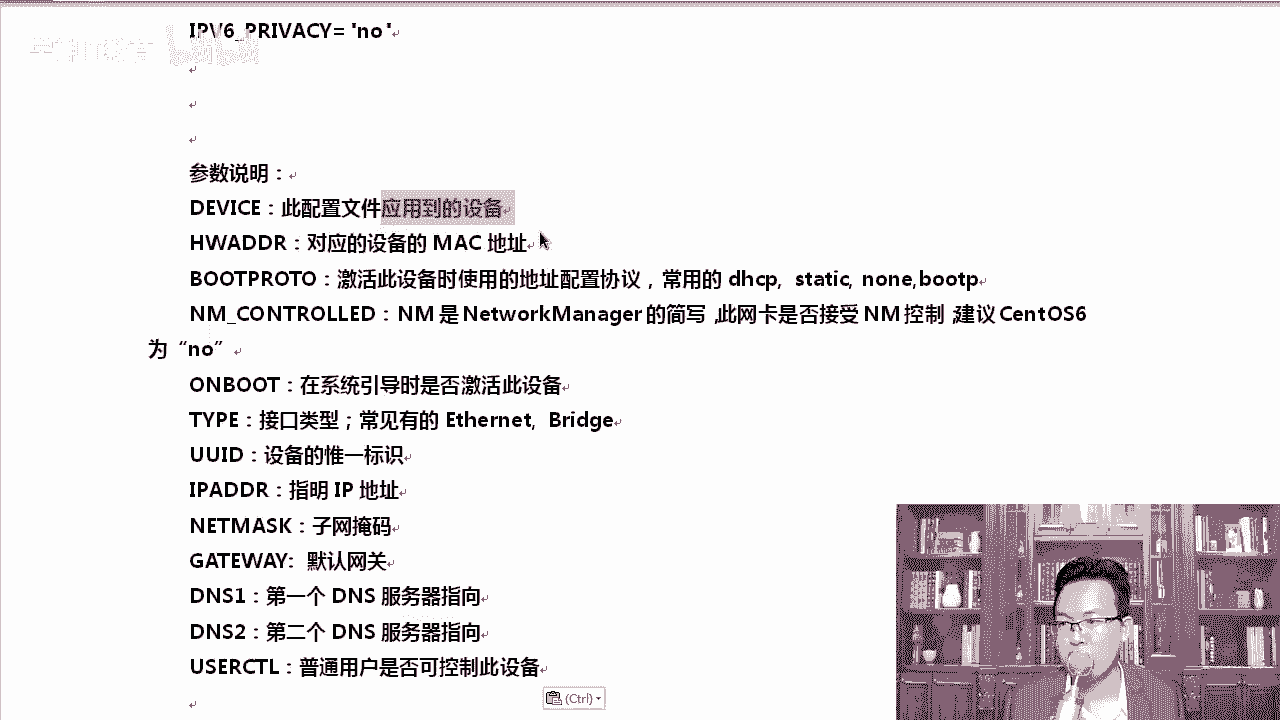 IPV6_PRIVACY= 'no'
参数说明：
DEVICE：此配置文件应用到的设备
HWADDR：对应的设备的 MAC 地址
BOOTPROTO：激活此设备时使用的地址配置协议，常用的 dhcp, static, none,bootp
NM_CONTROLLED：NM 是 NetworkManager 的简写，此网卡是否接受 NM 控制，建议 CentOS6
为“no”
ONBOOT：在系统引导时是否激活此设备
TYPE：接口类型；常见有的 Ethernet, Bridge
UUID：设备的惟一标识
IPADDR：指明 IP 地址
NETMASK：子网掩码
GATEWAY: 默认网关
DNS1：第一个 DNS 服务器指向
DNS2：第二个 DNS 服务器指向
USERCTL：普通用户是否可控制此设备
(Ctrl)